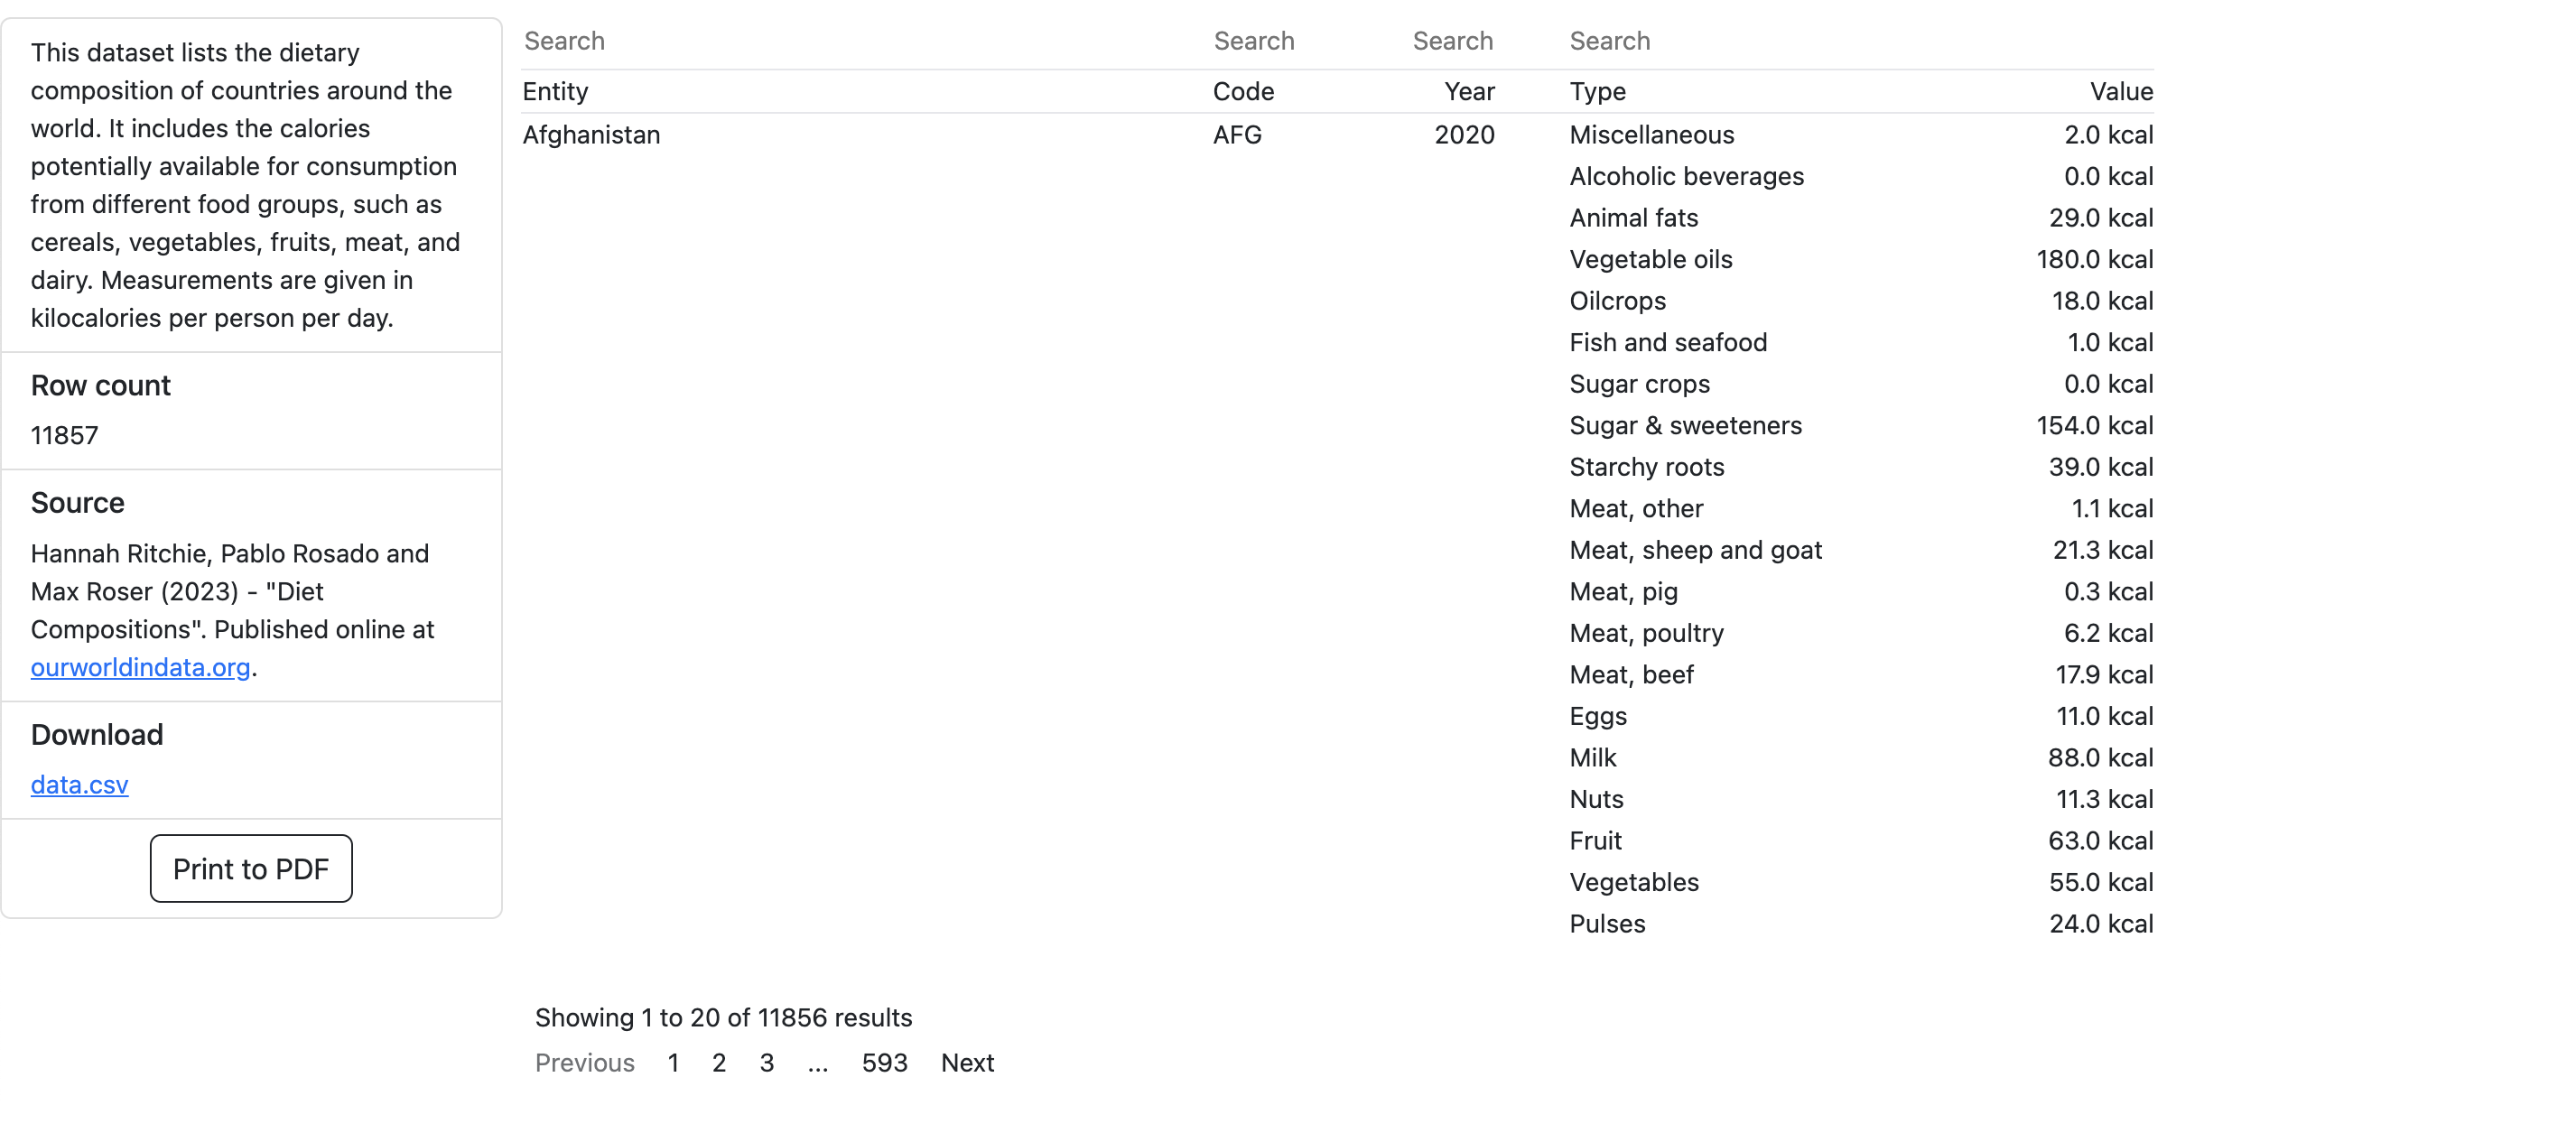 This dataset lists the dietary
composition of countries around the
world. It includes the calories
potentially available for consumption
from different food groups, such as
cereals, vegetables, fruits, meat, and
dairy. Measurements are given in
kilocalories per person per day.
Row count
11857
Source
Hannah Ritchie, Pablo Rosado and
Max Roser (2023) - "Diet
Compositions". Published online at
ourworldindata.org.
Download
data.csv
Print to PDF
Search Search Search Search
Entity Code Year Type Value
Afghanistan AFG 2020 Miscellaneous 2.0 kcal
Alcoholic beverages 0.0 kcal
Animal fats 29.0 kcal
Vegetable oils 180.0 kcal
Oilcrops 18.0 kcal
Fish and seafood 1.0 kcal
Sugar crops 0.0 kcal
Sugar & sweeteners 154.0 kcal
Starchy roots 39.0 kcal
Meat, other 1.1 kcal
Meat, sheep and goat 21.3 kcal
Meat, pig 0.3 kcal
Meat, poultry 6.2 kcal
Meat, beef 17.9 kcal
Eggs 11.0 kcal
Milk 88.0 kcal
Nuts 11.3 kcal
Fruit 63.0 kcal
Vegetables 55.0 kcal
Pulses 24.0 kcal
Showing 1 to 20 of 11856 results
Previous 1 2 3 ... 593 Next